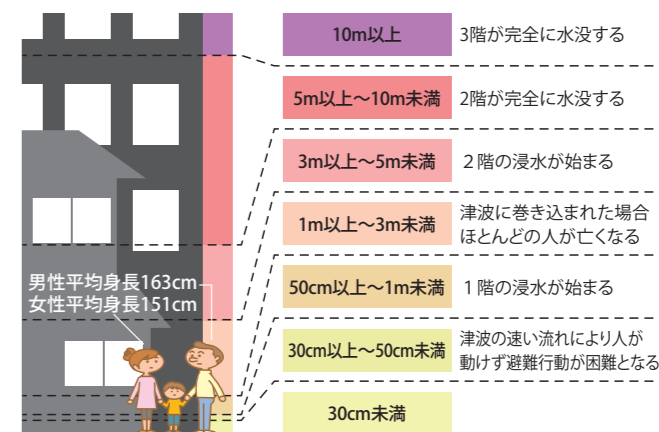 10m以上
3階が完全に水没する
5m以上〜10m未満
2階が完全に水没する
3m以上〜5m未満
２階の浸水が始まる
1m以上〜3m未満
津波に巻き込まれた場合
ほとんどの人が亡くなる
男性平均身長163cm
女性平均身長151cm
50cm以上〜1m未満
１階の浸水が始まる
30cm以上〜50cm未満
津波の速い流れにより人が
動けず避難行動が困難となる
30cm未満